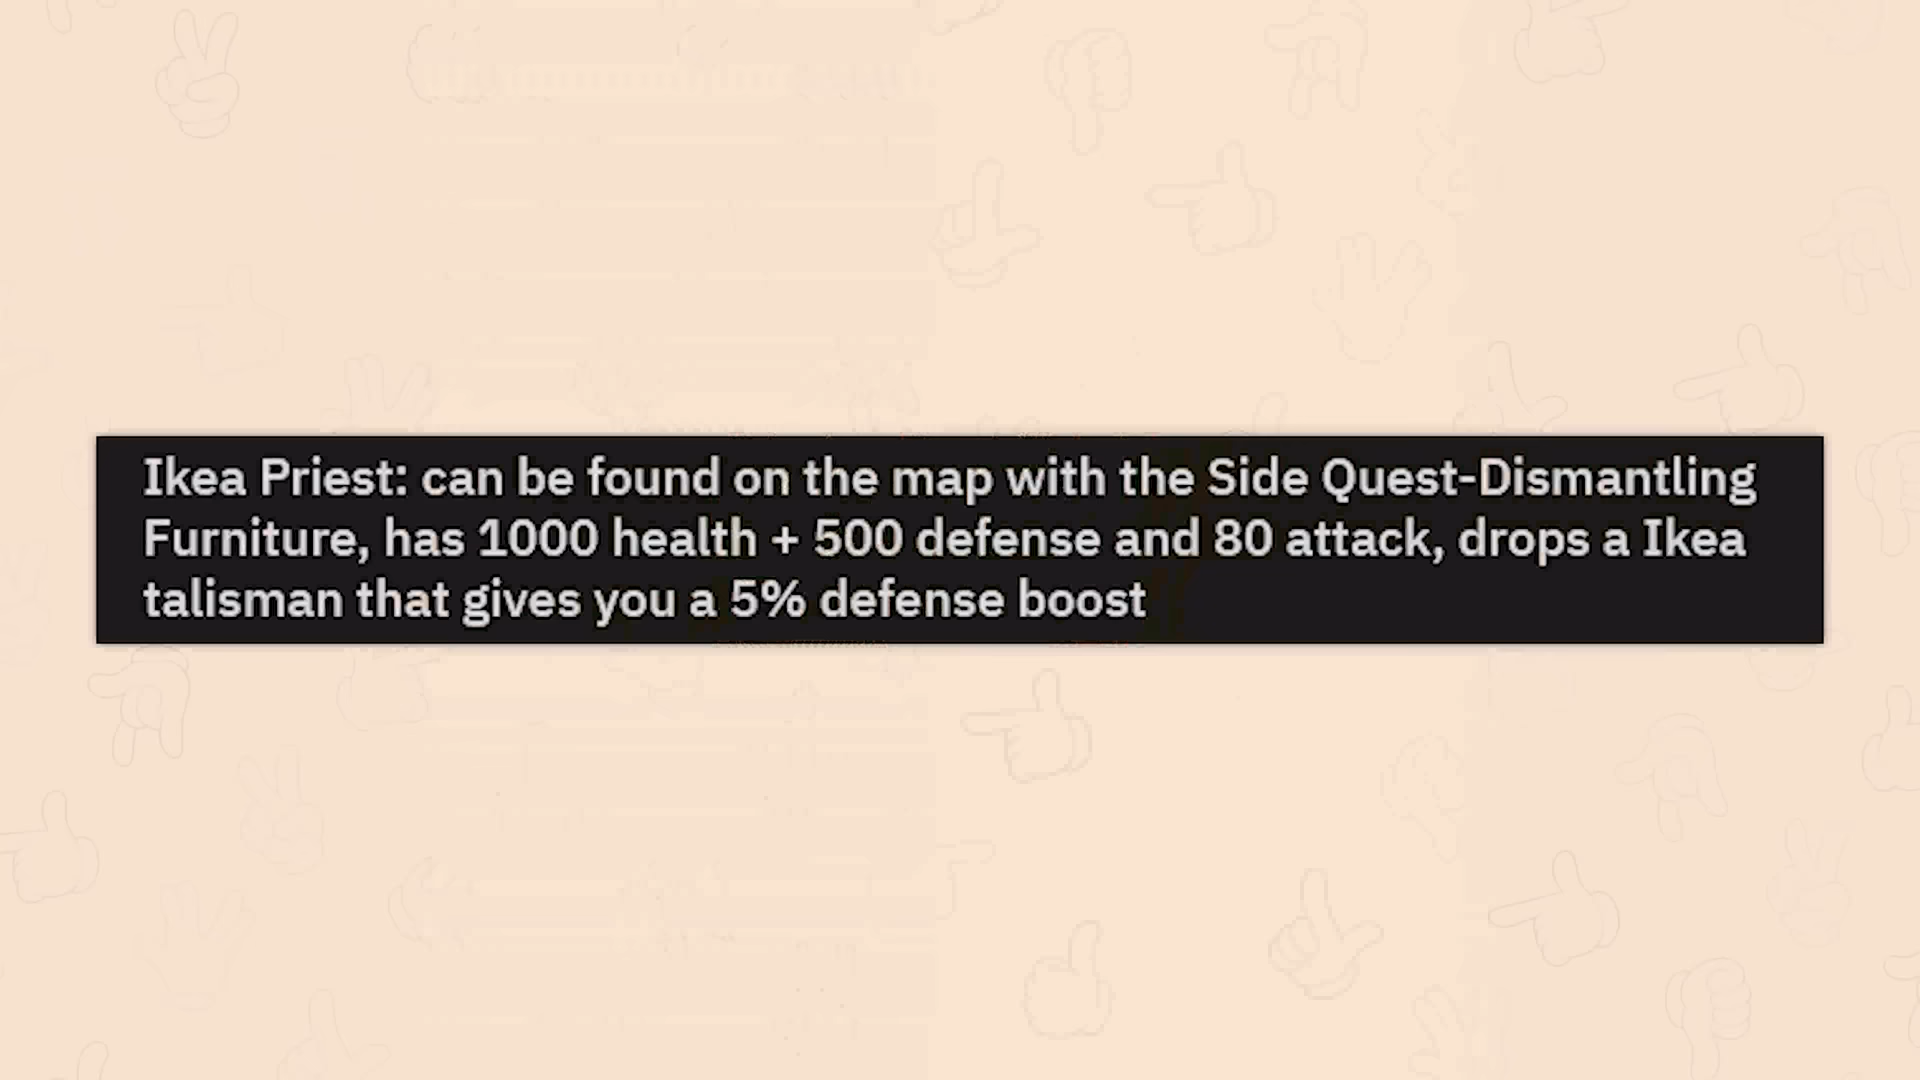 Ikea Priest: can be found on the map with the Side Quest-Dismantling
Furniture, has 1000 health + 500 defense and 80 attack, drops a Ikea
talisman that gives you a 5% defense boost